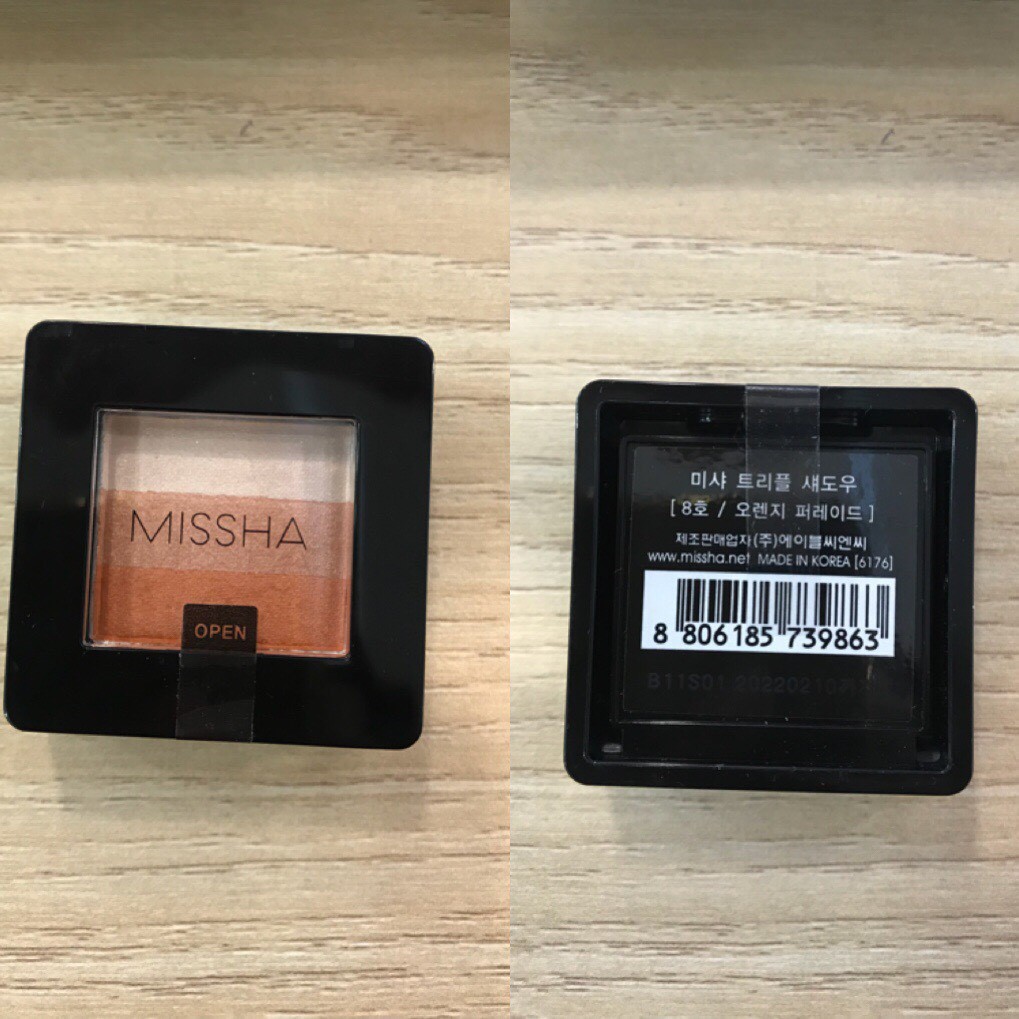 MISSHA
OPEN
미샤 트리플 섀도우
[ 8호 / 오렌지 퍼레이드 ]
제조판매업자(주)에이블씨엔씨
www.missha.net MADE IN KOREA [6176]
8 806185 739863
B11S01